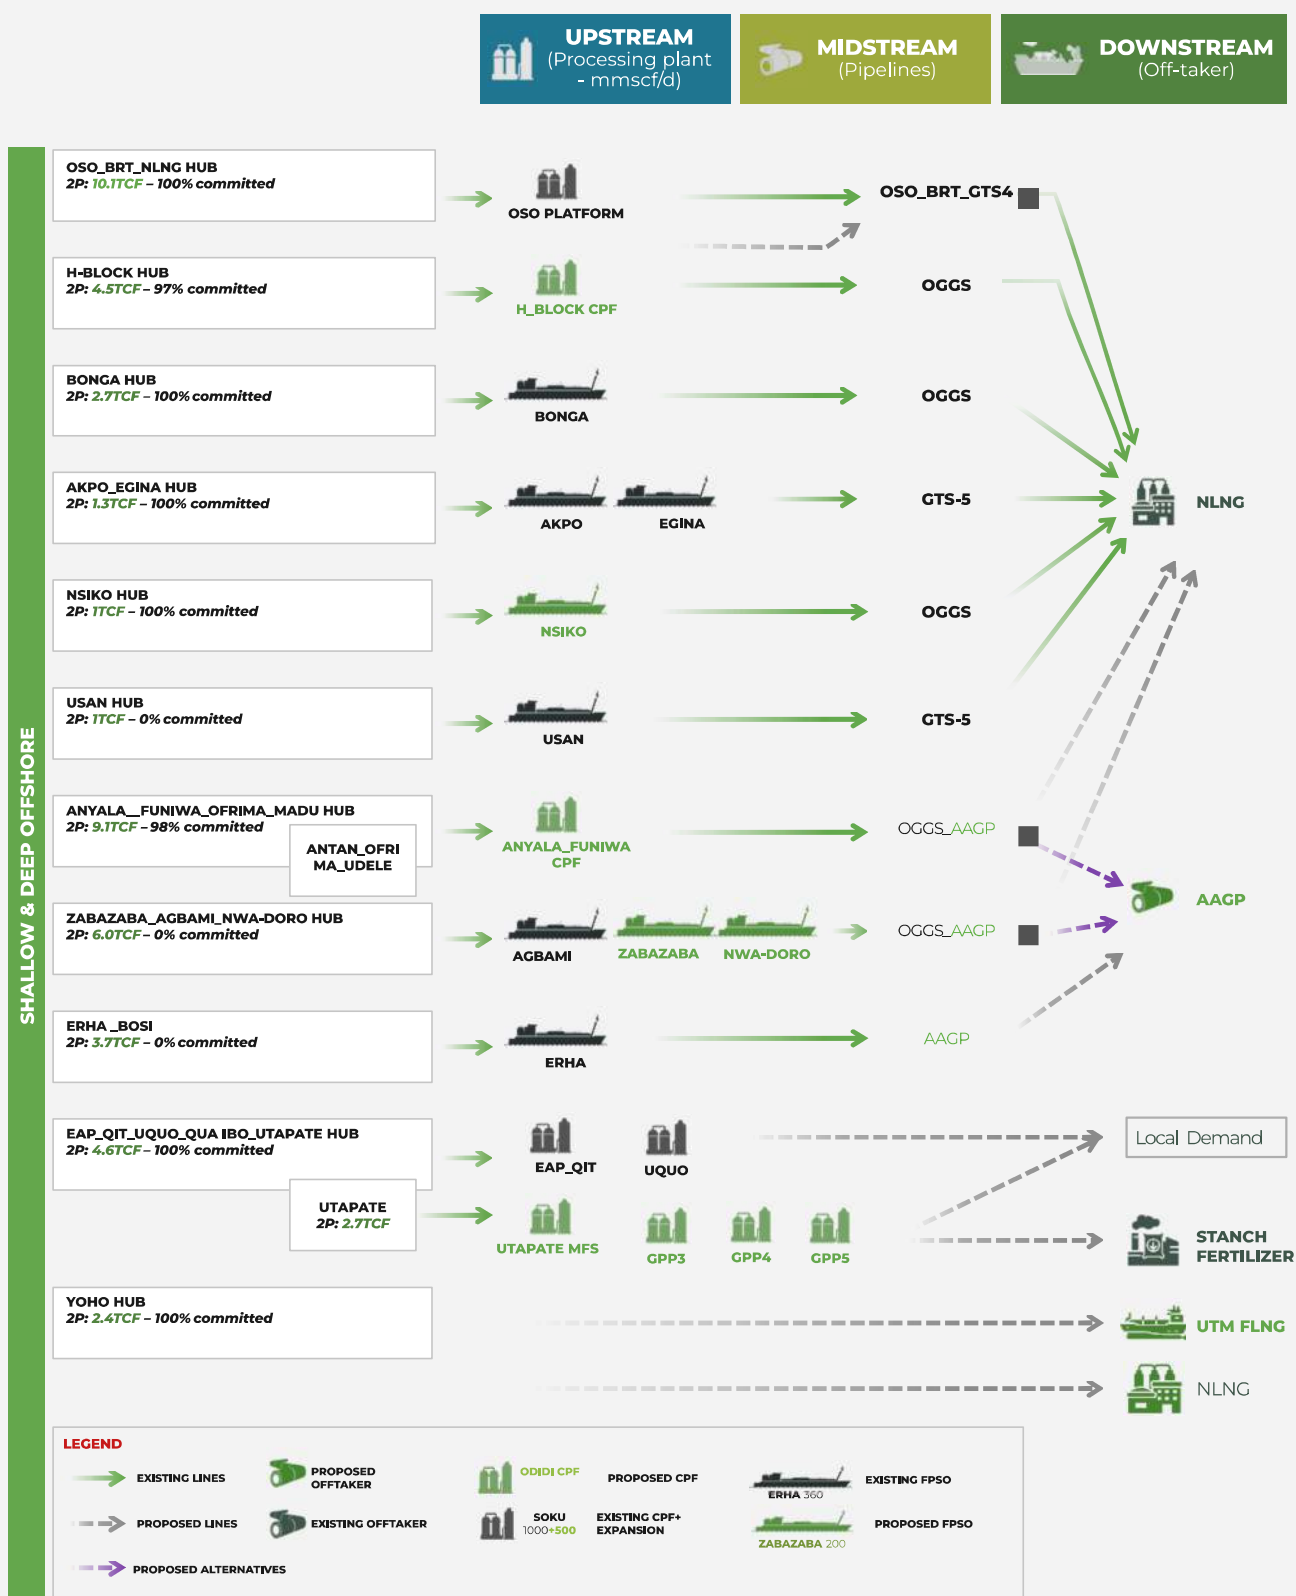 UPSTREAM
(Processing plant
- mmscf/d)
MIDSTREAM
(Pipelines)
DOWNSTREAM
(Off-taker)
SHALLOW & DEEP OFFSHORE
OSO_BRT_NLNG HUB
2P: 10.1TCF – 100% committed
OSO PLATFORM
OSO_BRT_GTS4
H-BLOCK HUB
2P: 4.5TCF – 97% committed
H_BLOCK CPF
OGGS
BONGA HUB
2P: 2.7TCF – 100% committed
BONGA
OGGS
AKPO_EGINA HUB
2P: 1.3TCF – 100% committed
AKPO
EGINA
GTS-5
NLNG
NSIKO HUB
2P: 1TCF – 100% committed
NSIKO
OGGS
USAN HUB
2P: 1TCF – 0% committed
USAN
GTS-5
ANYALA__FUNIWA_OFRIMA_MADU HUB
2P: 9.1TCF – 98% committed
ANTAN_OFRI
MA_UDELE
ANYALA_FUNIWA
CPF
OGGS_AAGP
AAGP
ZABAZABA_AGBAMI_NWA-DORO HUB
2P: 6.0TCF – 0% committed
AGBAMI
ZABAZABA
NWA-DORO
OGGS_AAGP
ERHA _BOSI
2P: 3.7TCF – 0% committed
ERHA
AAGP
EAP_QIT_UQUO_QUA IBO_UTAPATE HUB
2P: 4.6TCF – 100% committed
EAP_QIT
UQUO
Local Demand
UTAPATE
2P: 2.7TCF
UTAPATE MFS
GPP3
GPP4
GPP5
STANCH
FERTILIZER
YOHO HUB
2P: 2.4TCF – 100% committed
UTM FLNG
NLNG
LEGEND
EXISTING LINES
PROPOSED
OFFTAKER
ODIDI CPF
PROPOSED CPF
ERHA 360
EXISTING FPSO
PROPOSED LINES
EXISTING OFFTAKER
SOKU
1000+500
EXISTING CPF+
EXPANSION
ZABAZABA 200
PROPOSED FPSO
PROPOSED ALTERNATIVES